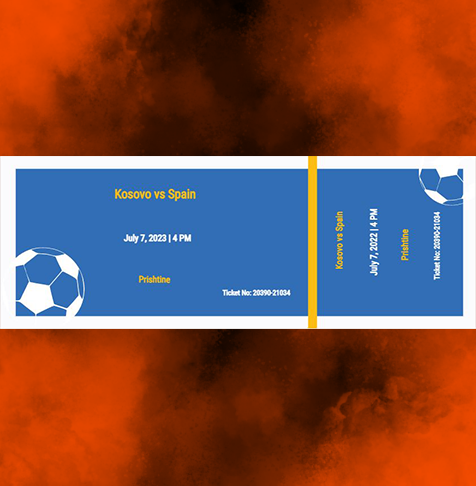 Kosovo vs Spain
July 7, 2023 | 4 PM
Prishtine
Ticket No: 20390-21034
Kosovo vs Spain
July 7, 2022 | 4 PM
Prishtine
Ticket No: 20390-21034